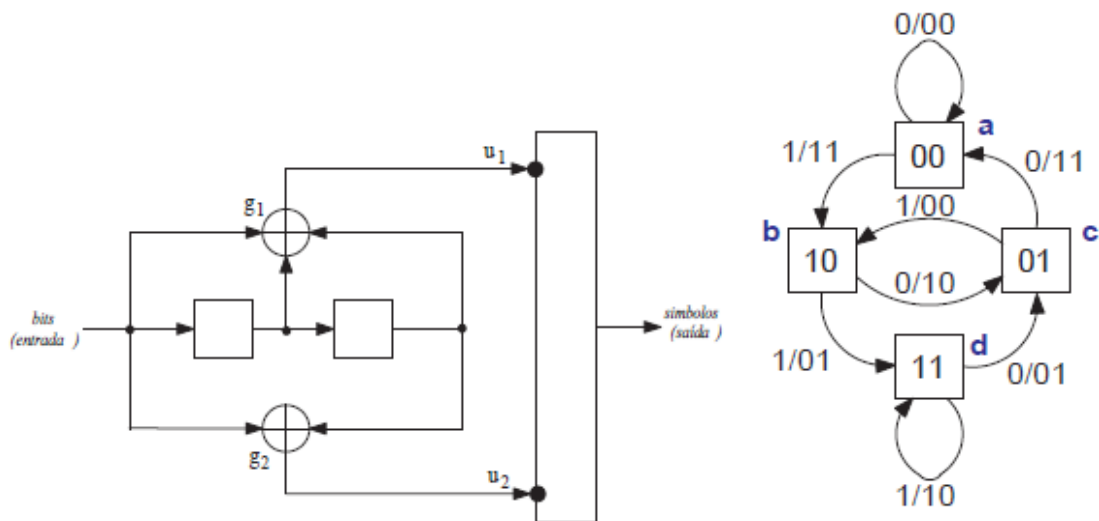 u1
g1
bits
(entrada )
símbolos
(saída )
g2
u2
0/00
a
00
1/11
0/11
1/00
b
10
c
01
0/10
1/01
d
11
0/01
1/10